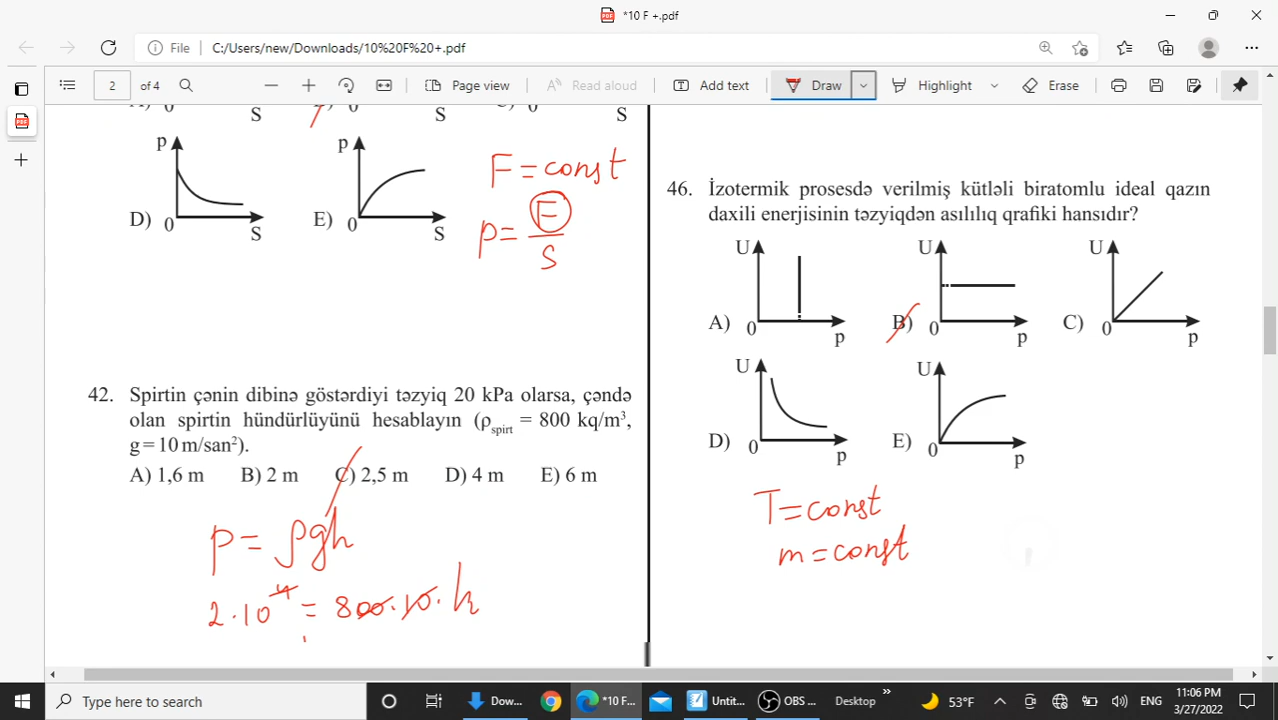 *10 F +.pdf
File C:/Users/new/Downloads/10%20F%20+.pdf
2 of 4 Page view Read aloud Add text Draw Highlight Erase
0 0 0
S S S
p p
D) 0 S E) 0 S
F = const
p = F/S
42. Spirtin çənin dibinə göstərdiyi təzyiq 20 kPa olarsa, çəndə
olan spirtin hündürlüyünü hesablayın (ρspirt = 800 kq/m³,
g = 10 m/san²).
A) 1,6 m B) 2 m C) 2,5 m D) 4 m E) 6 m
p = ρgh
2·10⁴ = 800·10·h
46. İzotermik prosesdə verilmiş kütləli biratomlu ideal qazın
daxili enerjisinin təzyiqdən asılılıq qrafiki hansıdır?
U U U
A) 0 B) 0 C) 0
p p p
U U
D) 0 E) 0
p p
T = const
m = const
Type here to search Dow... *10 F... Untit... OBS ... Desktop 53°F ENG 11:06 PM
3/27/2022